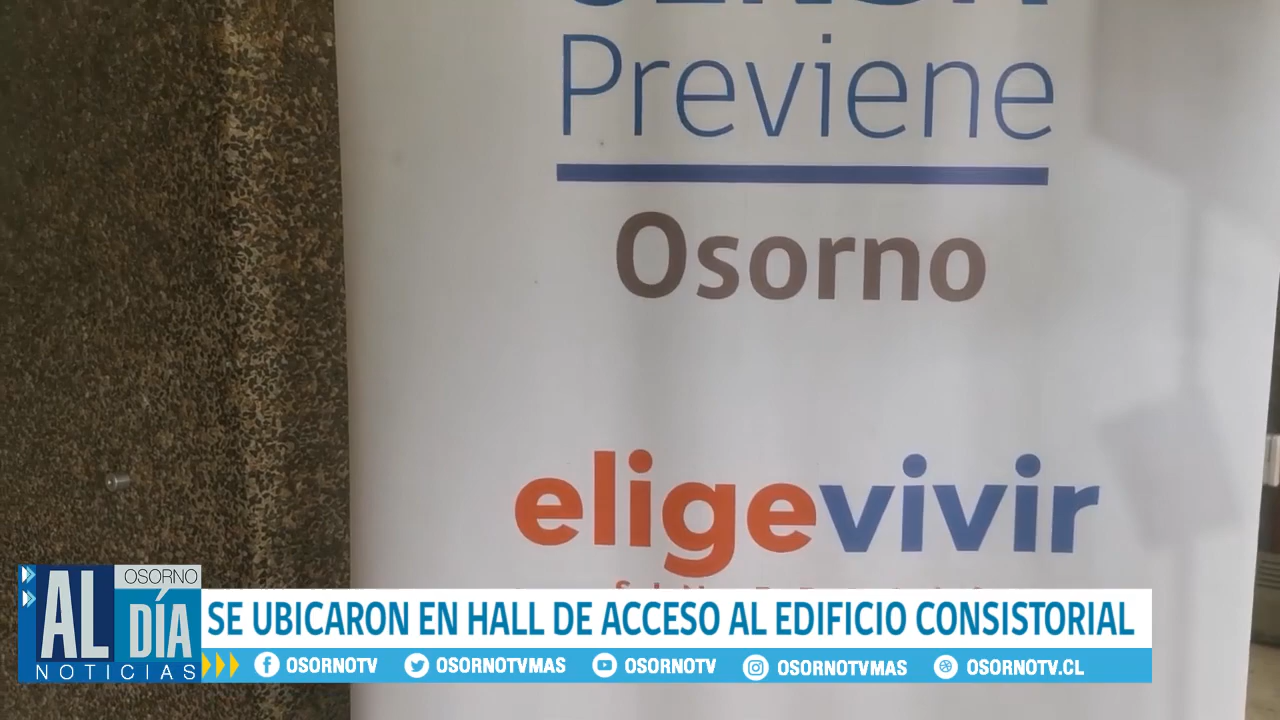 Previene
Osorno
eligevivir
OSORNO
AL DÍA
NOTICIAS
SE UBICARON EN HALL DE ACCESO AL EDIFICIO CONSISTORIAL
OSORNOTV OSORNOTVMAS OSORNOTV OSORNOTVMAS OSORNOTV.CL